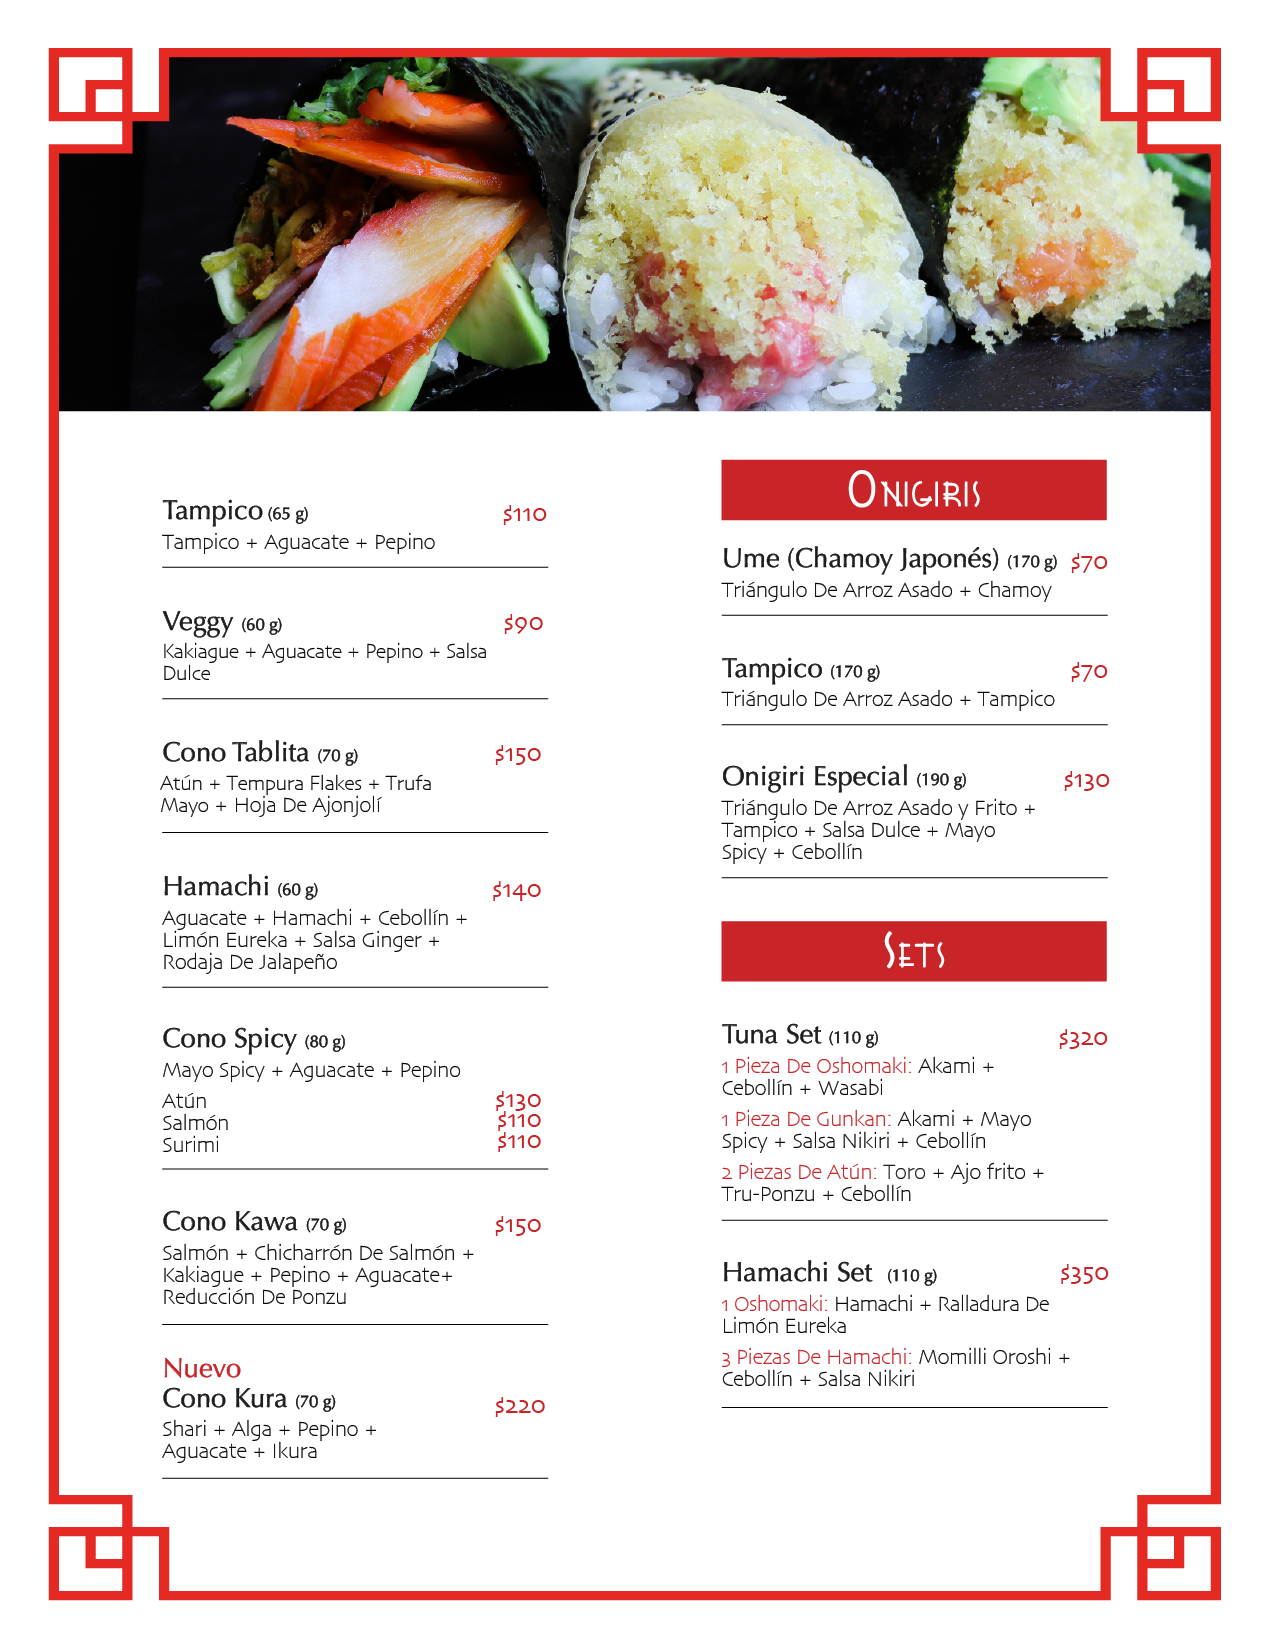 Tampico (65 g) $110
Tampico + Aguacate + Pepino
Veggy (60 g) $90
Kakiague + Aguacate + Pepino + Salsa
Dulce
Cono Tablita (70 g) $150
Atún + Tempura Flakes + Trufa
Mayo + Hoja De Ajonjolí
Hamachi (60 g) $140
Aguacate + Hamachi + Cebollín +
Limón Eureka + Salsa Ginger +
Rodaja De Jalapeño
Cono Spicy (80 g)
Mayo Spicy + Aguacate + Pepino
Atún $130
Salmón $110
Surimi $110
Cono Kawa (70 g) $150
Salmón + Chicharrón De Salmón +
Kakiague + Pepino + Aguacate+
Reducción De Ponzu
Nuevo
Cono Kura (70 g) $220
Shari + Alga + Pepino +
Aguacate + Ikura
Onigiris
Ume (Chamoy Japonés) (170 g) $70
Triángulo De Arroz Asado + Chamoy
Tampico (170 g) $70
Triángulo De Arroz Asado + Tampico
Onigiri Especial (190 g) $130
Triángulo De Arroz Asado y Frito +
Tampico + Salsa Dulce + Mayo
Spicy + Cebollín
Sets
Tuna Set (110 g) $320
1 Pieza De Oshomaki: Akami +
Cebollín + Wasabi
1 Pieza De Gunkan: Akami + Mayo
Spicy + Salsa Nikiri + Cebollín
2 Piezas De Atún: Toro + Ajo frito +
Tru-Ponzu + Cebollín
Hamachi Set (110 g) $350
1 Oshomaki: Hamachi + Ralladura De
Limón Eureka
3 Piezas De Hamachi: Momilli Oroshi +
Cebollín + Salsa Nikiri